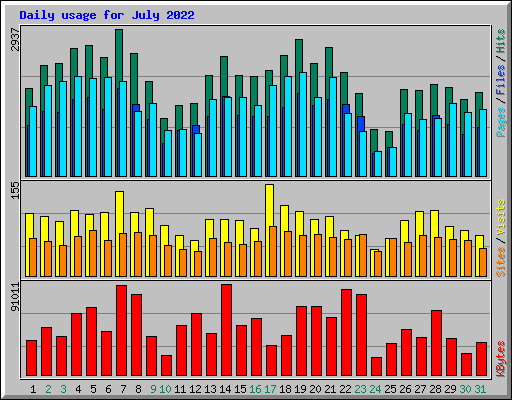 Daily usage for July 2022
2937
Pages / Files / Hits
155
Sites / Visits
91011
KBytes
1 2 3 4 5 6 7 8 9 10 11 12 13 14 15 16 17 18 19 20 21 22 23 24 25 26 27 28 29 30 31